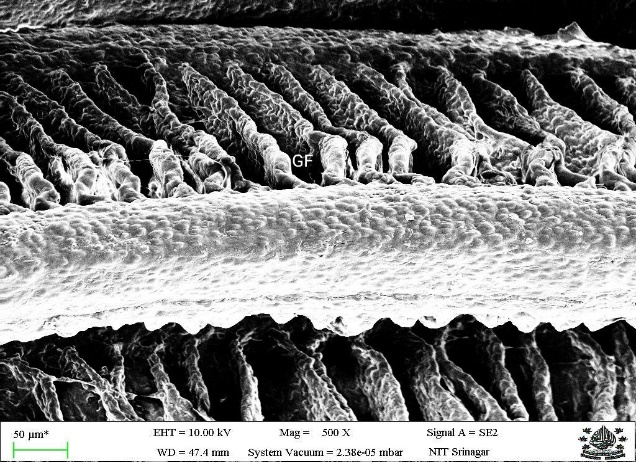 GF
50 µm*
EHT = 10.00 kV Mag = 500 X Signal A = SE2
WD = 47.4 mm System Vacuum = 2.38e-05 mbar NIT Srinagar